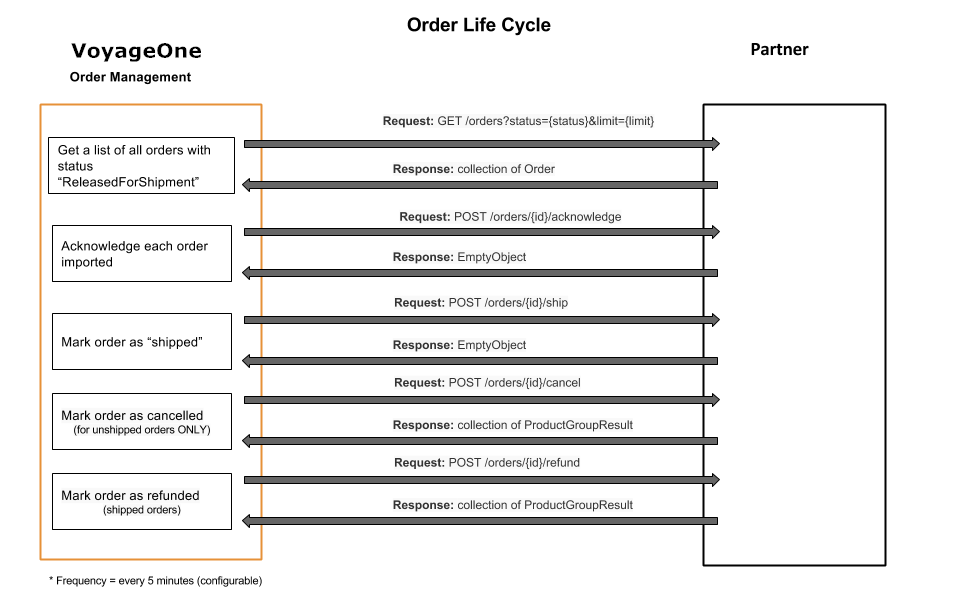 Order Life Cycle
VoyageOne
Partner
Order Management
Request: GET /orders?status={status}&limit={limit}
Get a list of all orders with
status
“ReleasedForShipment”
Response: collection of Order
Request: POST /orders/{id}/acknowledge
Acknowledge each order
imported
Response: EmptyObject
Request: POST /orders/{id}/ship
Mark order as “shipped”
Response: EmptyObject
Request: POST /orders/{id}/cancel
Mark order as cancelled
(for unshipped orders ONLY)
Response: collection of ProductGroupResult
Request: POST /orders/{id}/refund
Mark order as refunded
(shipped orders)
Response: collection of ProductGroupResult
* Frequency = every 5 minutes (configurable)